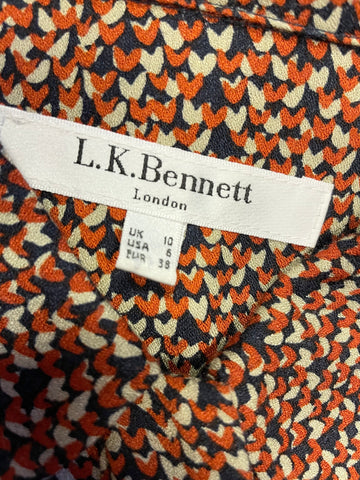 L.K.Bennett
London
UK 10
USA 6
EUR 38